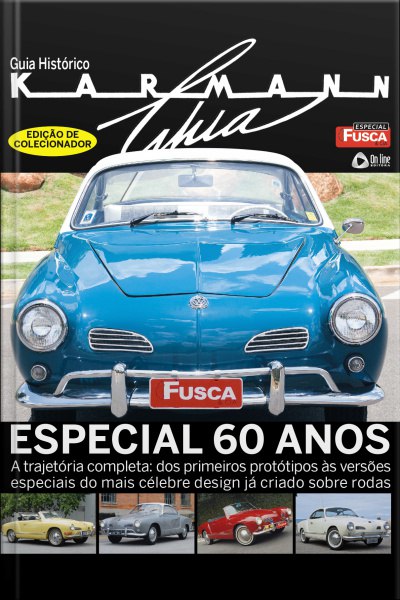 Guia Histórico
KARMANN
Ghia
EDIÇÃO DE
COLECIONADOR
ESPECIAL
FUSCA
On line
EDITORA
FUSCA
ESPECIAL 60 ANOS
A trajetória completa: dos primeiros protótipos às versões
especiais do mais célebre design já criado sobre rodas